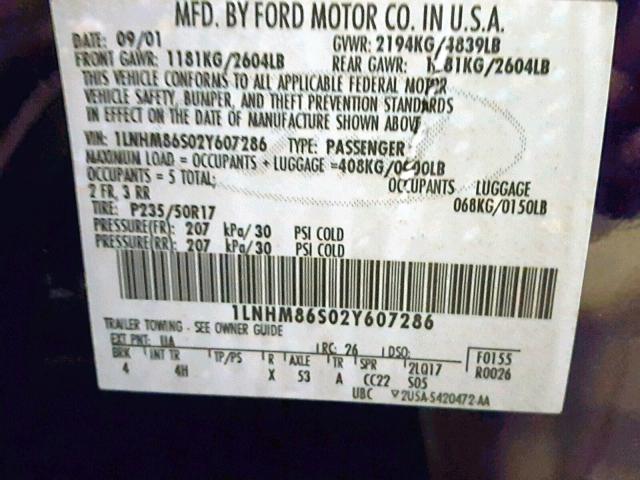 MFD. BY FORD MOTOR CO. IN U.S.A.
DATE: 09/01 GVWR: 2194KG/4839LB
FRONT GAWR: 1181KG/2604LB REAR GAWR: 1181KG/2604LB
THIS VEHICLE CONFORMS TO ALL APPLICABLE FEDERAL MOTOR
VEHICLE SAFETY, BUMPER, AND THEFT PREVENTION STANDARDS
IN EFFECT ON THE DATE OF MANUFACTURE SHOWN ABOVE
VIN: 1LNHM86S02Y607286 TYPE: PASSENGER
MAXIMUM LOAD = OCCUPANTS + LUGGAGE =408KG/0900LB
OCCUPANTS = 5 TOTAL; OCCUPANTS LUGGAGE
2 FR, 3 RR 068KG/0150LB
TIRE: P235/50R17
PRESSURE(FR): 207 kPa/ 30 PSI COLD
PRESSURE(RR): 207 kPa/ 30 PSI COLD
1LNHM86S02Y607286
TRAILER TOWING - SEE OWNER GUIDE
EXT PNT: UA RC: 26 DSO: F0155
BRK INT TR TP/PS R AXLE TR SPR 2LQ17 R0026
4 4H X 53 A CC22 S05
UBC ▽2U5A-5420472-AA